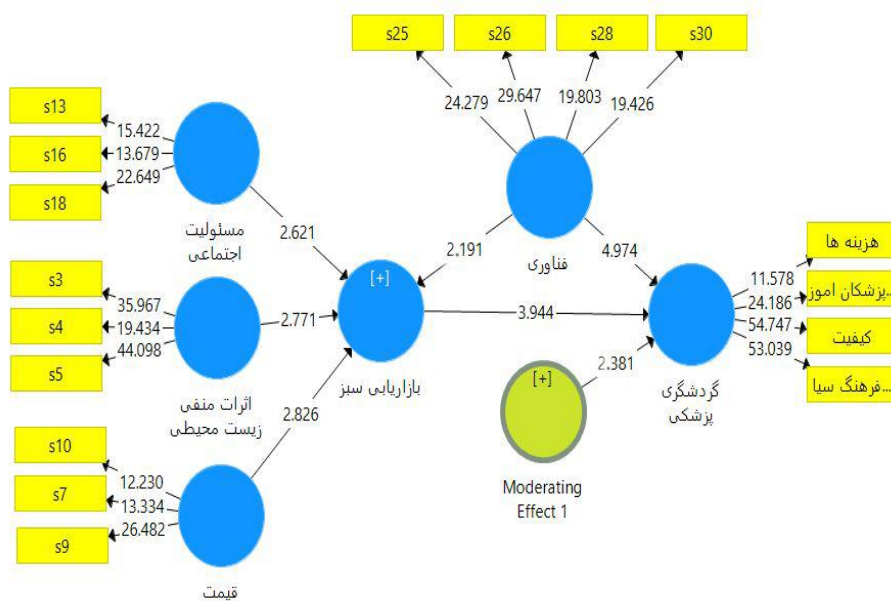 s25
s26
s28
s30
24.279
29.647
19.803
19.426
s13
s16
s18
15.422
13.679
22.649
مسئولیت
اجتماعی
2.621
2.191
فناوری
4.974
s3
s4
s5
35.967
19.434
44.098
اثرات منفی
زیست محیطی
2.771
[+]
بازاریابی سبز
3.944
هزینه ها
پزشکان اموز...
کیفیت
فرهنگ سیا...
11.578
24.186
54.747
53.039
گردشگری
پزشکی
2.381
[+]
Moderating
Effect 1
2.826
s10
s7
s9
12.230
13.334
26.482
قیمت